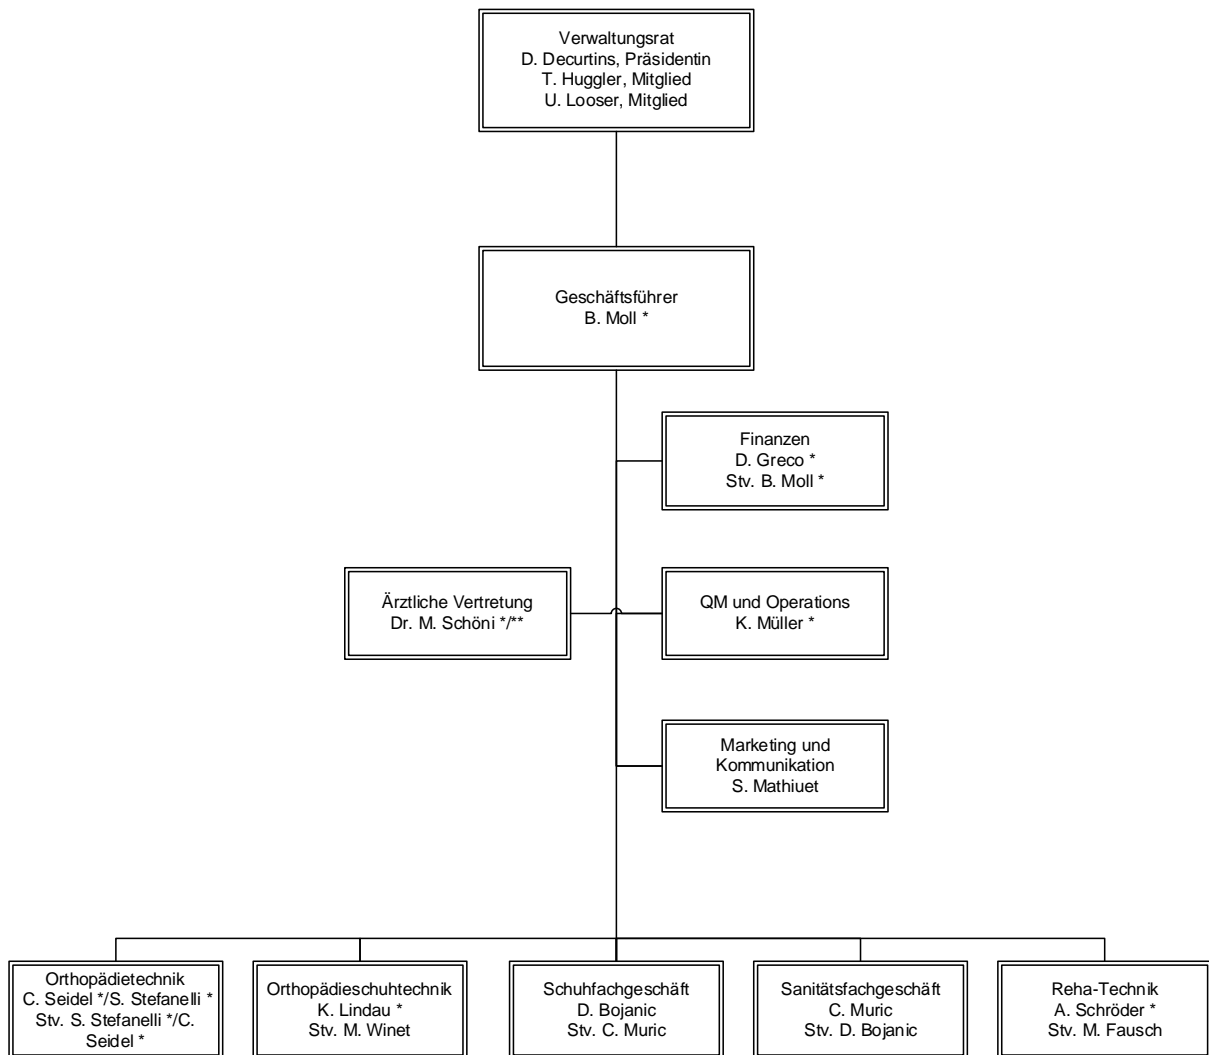 Verwaltungsrat
D. Decurtins, Präsidentin
T. Huggler, Mitglied
U. Looser, Mitglied
Geschäftsführer
B. Moll *
Finanzen
D. Greco *
Stv. B. Moll *
Ärztliche Vertretung
Dr. M. Schöni */**
QM und Operations
K. Müller *
Marketing und
Kommunikation
S. Mathiuet
Orthopädietechnik
C. Seidel */S. Stefanelli *
Stv. S. Stefanelli */C.
Seidel *
Orthopädieschuhtechnik
K. Lindau *
Stv. M. Winet
Schuhfachgeschäft
D. Bojanic
Stv. C. Muric
Sanitätsfachgeschäft
C. Muric
Stv. D. Bojanic
Reha-Technik
A. Schröder *
Stv. M. Fausch